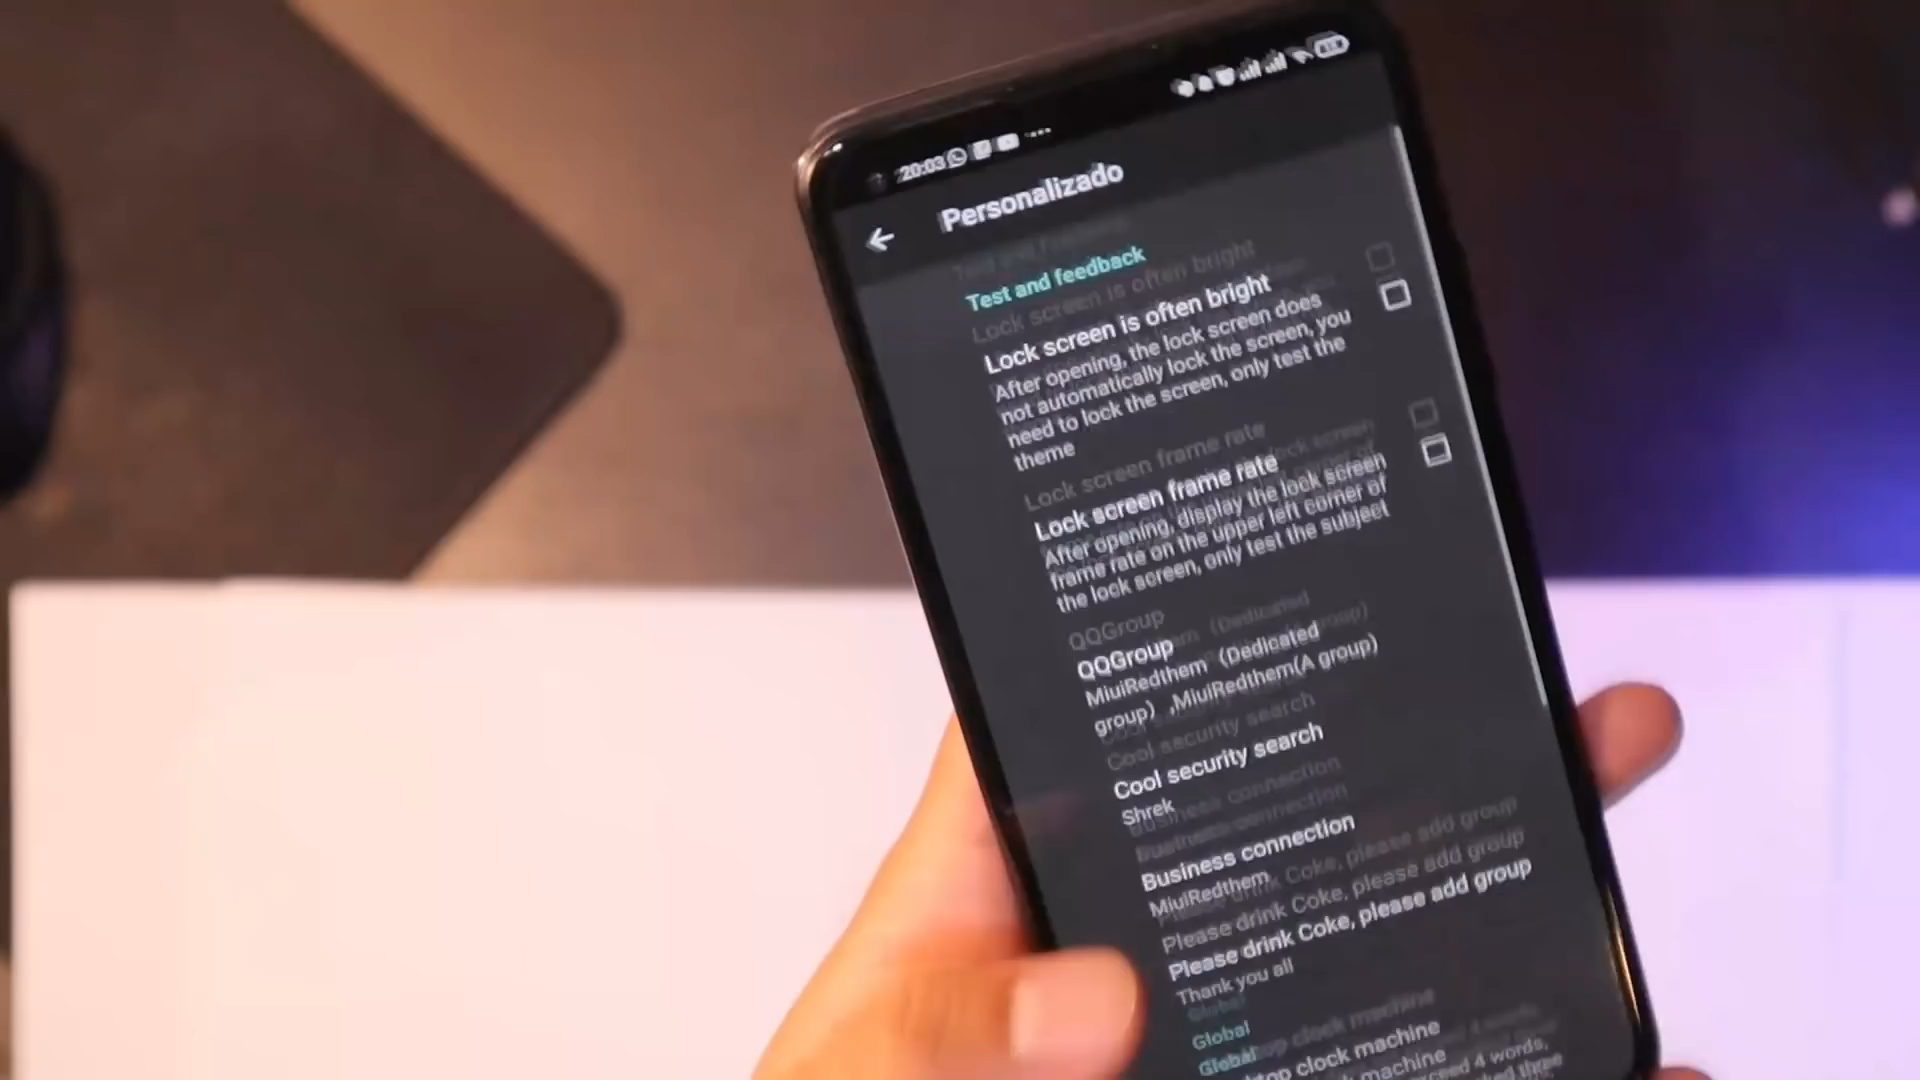 20:03
Personalizado
Test and feedback
Lock screen is often bright
After opening, the lock screen does
not automatically lock the screen, you
need to lock the screen, only test the
theme
Lock screen frame rate
After opening, display the lock screen
frame rate on the upper left corner of
the lock screen, only test the subject
QQGroup
MiuiRedthem（Dedicated
group）,MiuiRedthem(A group)
Cool security search
Shrek
Business connection
MiuiRedthem
Please drink Coke, please add group
Thank you all
Global
clock machine
exceed 4 words,
three